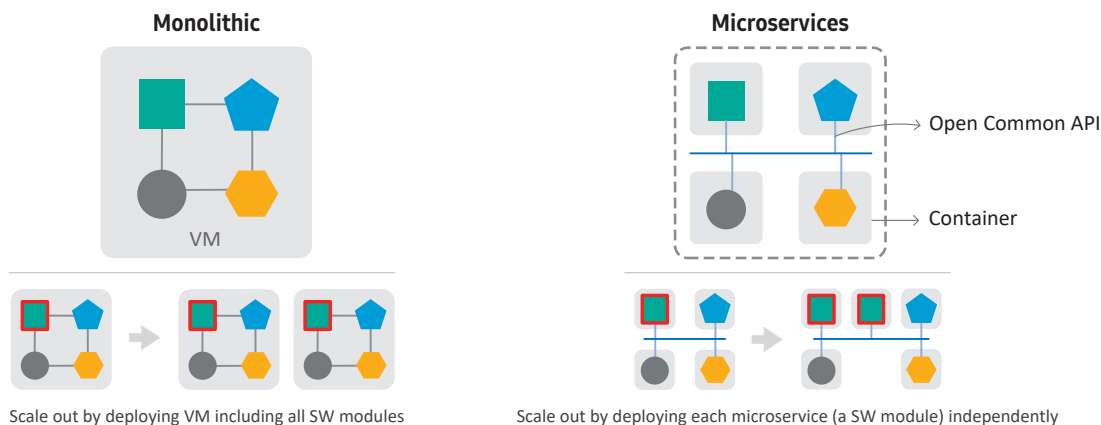 Monolithic
VM
Scale out by deploying VM including all SW modules
Microservices
Open Common API
Container
Scale out by deploying each microservice (a SW module) independently